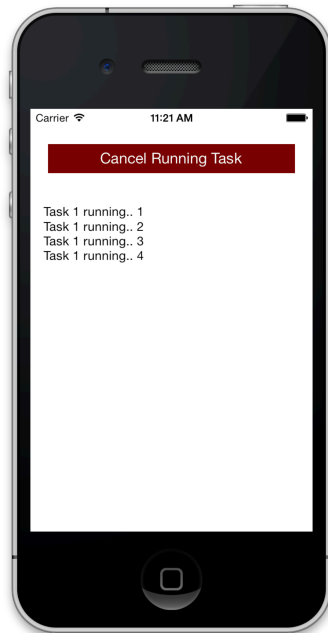 Carrier 11:21 AM
Cancel Running Task
Task 1 running.. 1
Task 1 running.. 2
Task 1 running.. 3
Task 1 running.. 4